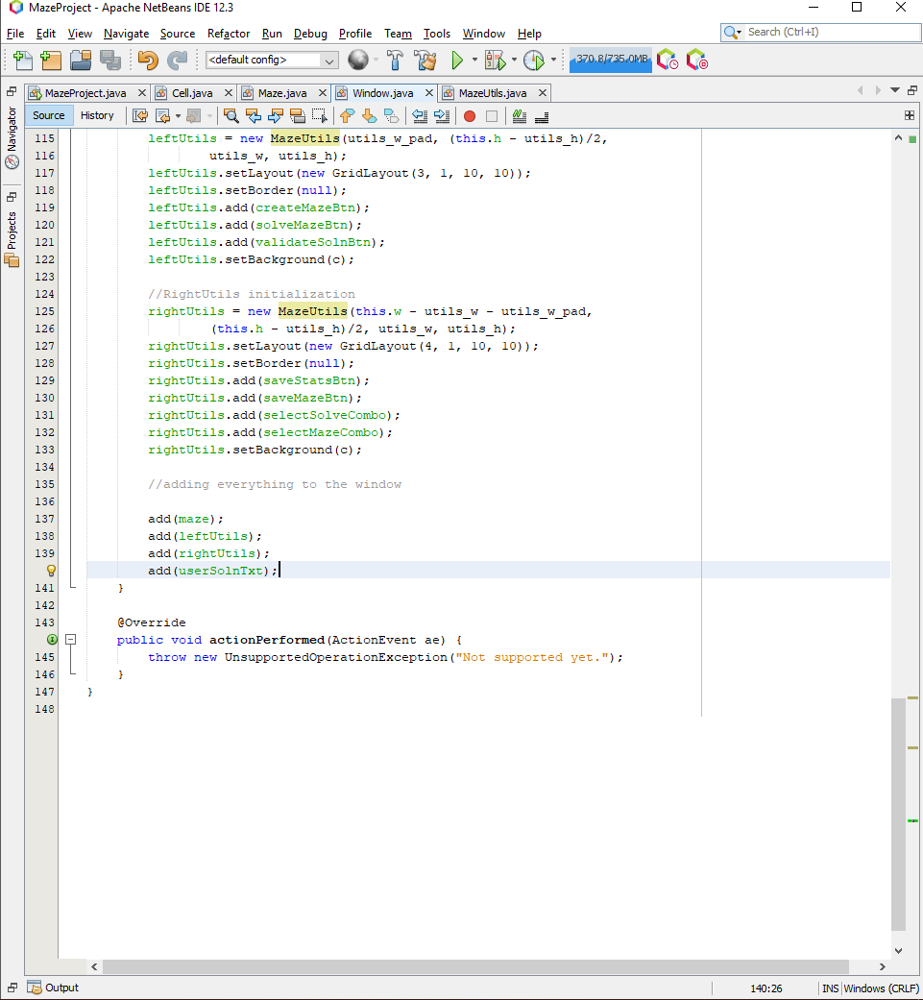 MazeProject - Apache NetBeans IDE 12.3
File Edit View Navigate Source Refactor Run Debug Profile Team Tools Window Help
Search (Ctrl+I)
<default config>
370.8/735.0MB
MazeProject.java Cell.java Maze.java Window.java MazeUtils.java
Source History
Navigator
Projects
115 leftUtils = new MazeUtils(utils_w_pad, (this.h - utils_h)/2,
116 utils_w, utils_h);
117 leftUtils.setLayout(new GridLayout(3, 1, 10, 10));
118 leftUtils.setBorder(null);
119 leftUtils.add(createMazeBtn);
120 leftUtils.add(solveMazeBtn);
121 leftUtils.add(validateSolnBtn);
122 leftUtils.setBackground(c);
123
124 //RightUtils initialization
125 rightUtils = new MazeUtils(this.w - utils_w - utils_w_pad,
126 (this.h - utils_h)/2, utils_w, utils_h);
127 rightUtils.setLayout(new GridLayout(4, 1, 10, 10));
128 rightUtils.setBorder(null);
129 rightUtils.add(saveStatsBtn);
130 rightUtils.add(saveMazeBtn);
131 rightUtils.add(selectSolveCombo);
132 rightUtils.add(selectMazeCombo);
133 rightUtils.setBackground(c);
134
135 //adding everything to the window
136
137 add(maze);
138 add(leftUtils);
139 add(rightUtils);
add(userSolnTxt);
141 }
142
143 @Override
public void actionPerformed(ActionEvent ae) {
145 throw new UnsupportedOperationException("Not supported yet.");
146 }
147 }
148
Output
140:26 INS Windows (CRLF)